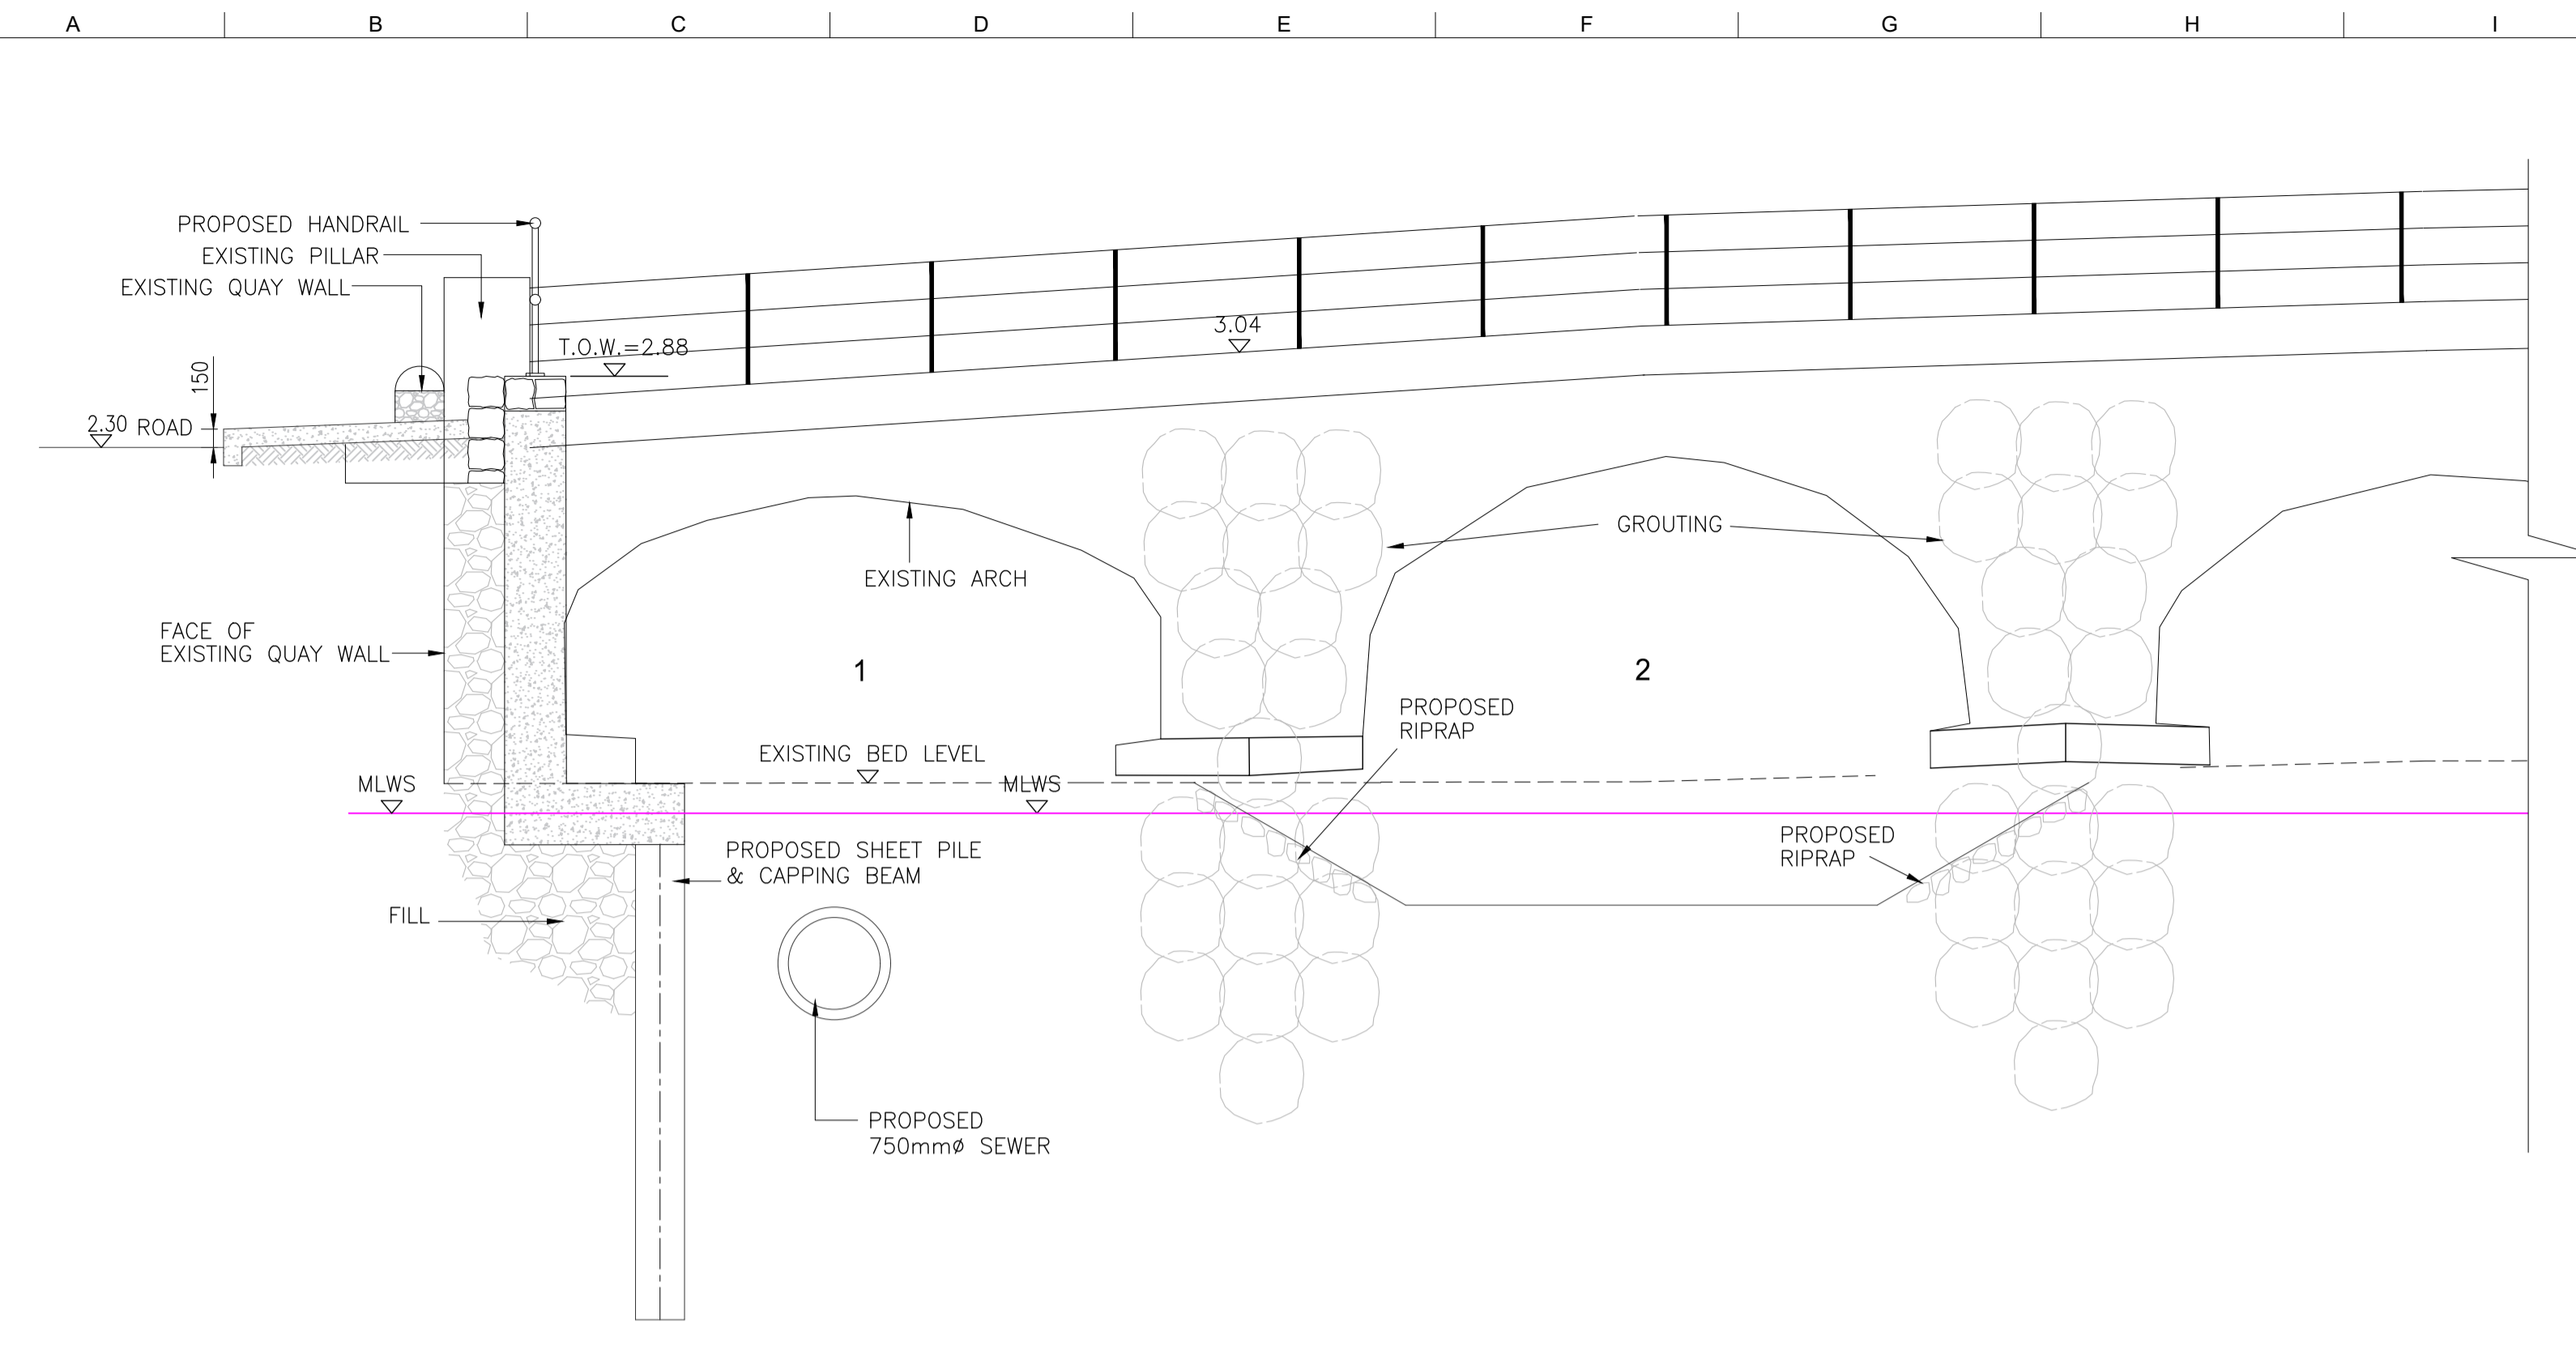 A B C D E F G H I
PROPOSED HANDRAIL
EXISTING PILLAR
EXISTING QUAY WALL
T.O.W.=2.88
3.04
150
2.30 ROAD
GROUTING
EXISTING ARCH
FACE OF
EXISTING QUAY WALL
1
2
PROPOSED
RIPRAP
EXISTING BED LEVEL
MLWS
MLWS
PROPOSED
RIPRAP
PROPOSED SHEET PILE
& CAPPING BEAM
FILL
PROPOSED
750mmø SEWER